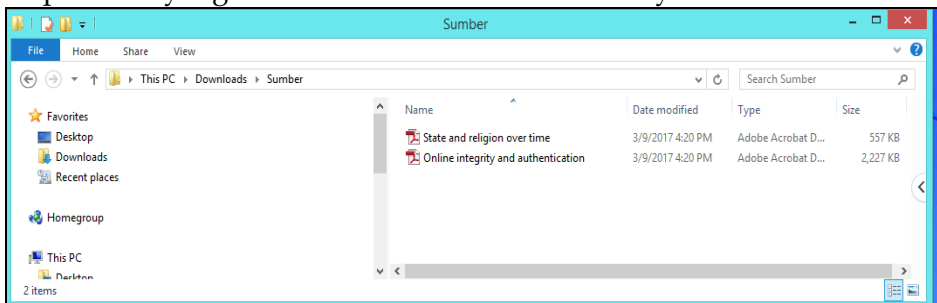 Sumber
File Home Share View
This PC Downloads Sumber Search Sumber
Name Date modified Type Size
Favorites
Desktop State and religion over time 3/9/2017 4:20 PM Adobe Acrobat D... 557 KB
Downloads Online integrity and authentication 3/9/2017 4:20 PM Adobe Acrobat D... 2,227 KB
Recent places
Homegroup
This PC
2 items